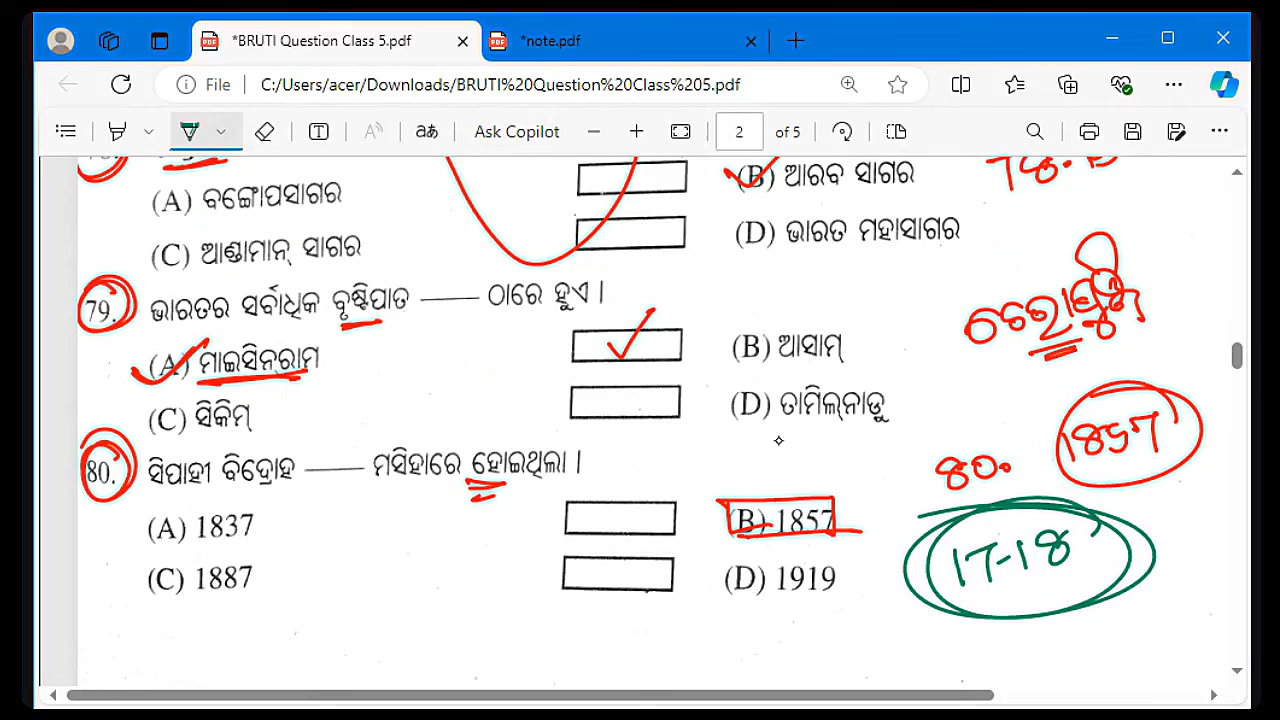 *BRUTI Question Class 5.pdf
*note.pdf
File C:/Users/acer/Downloads/BRUTI%20Question%20Class%205.pdf
Ask Copilot
2 of 5
(A) ବଙ୍ଗୋପସାଗର (B) ଆରବ ସାଗର
(C) ଆଣ୍ଡାମାନ୍ ସାଗର (D) ଭାରତ ମହାସାଗର
79. ଭାରତର ସର୍ବାଧିକ ବୃଷ୍ଟିପାତ —— ଠାରେ ହୁଏ ।
(A) ମାଇସିନରାମ (B) ଆସାମ୍
(C) ସିକିମ୍ (D) ତାମିଲ୍‌ନାଡୁ
1857
80. ସିପାହୀ ବିଦ୍ରୋହ —— ମସିହାରେ ହୋଇଥିଲା ।
80.
(A) 1837 (B) 1857
17-18
(C) 1887 (D) 1919